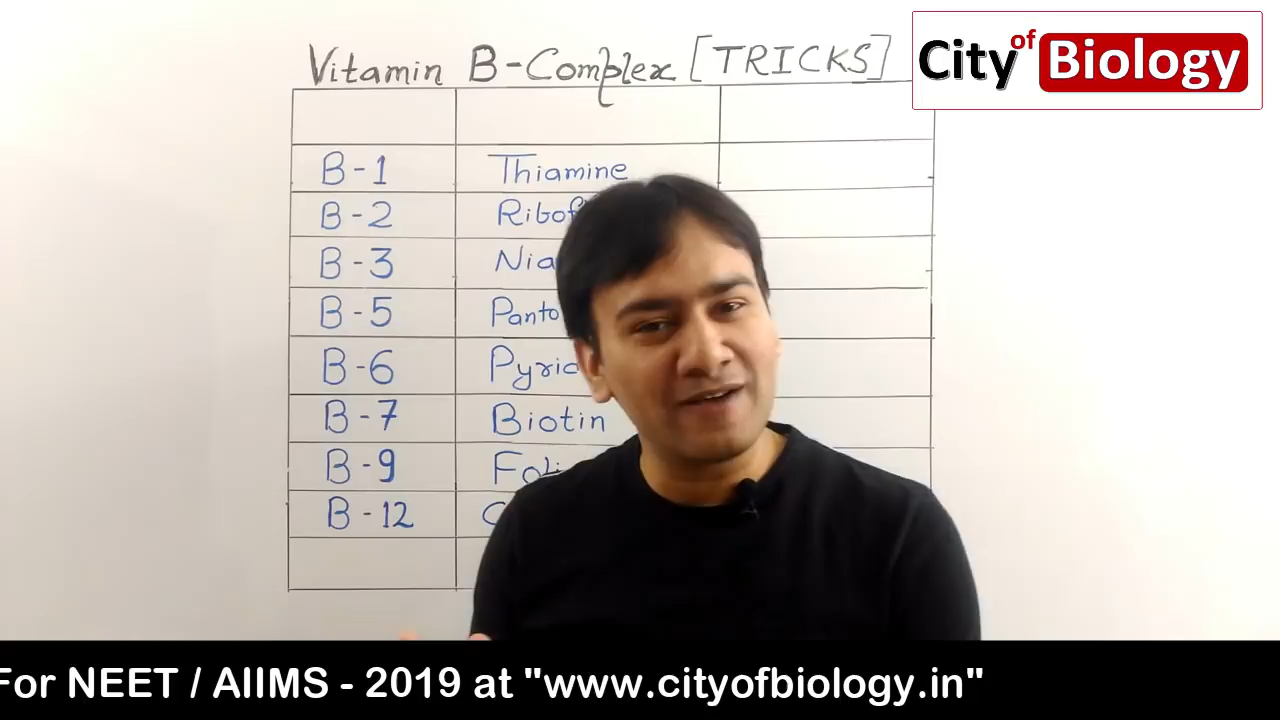 Vitamin B-Complex [TRICKS]
City of Biology
B-1 Thiamine
B-2
B-3
B-5
B-6
B-7 Biotin
B-9
B-12
For NEET / AIIMS - 2019 at "www.cityofbiology.in"